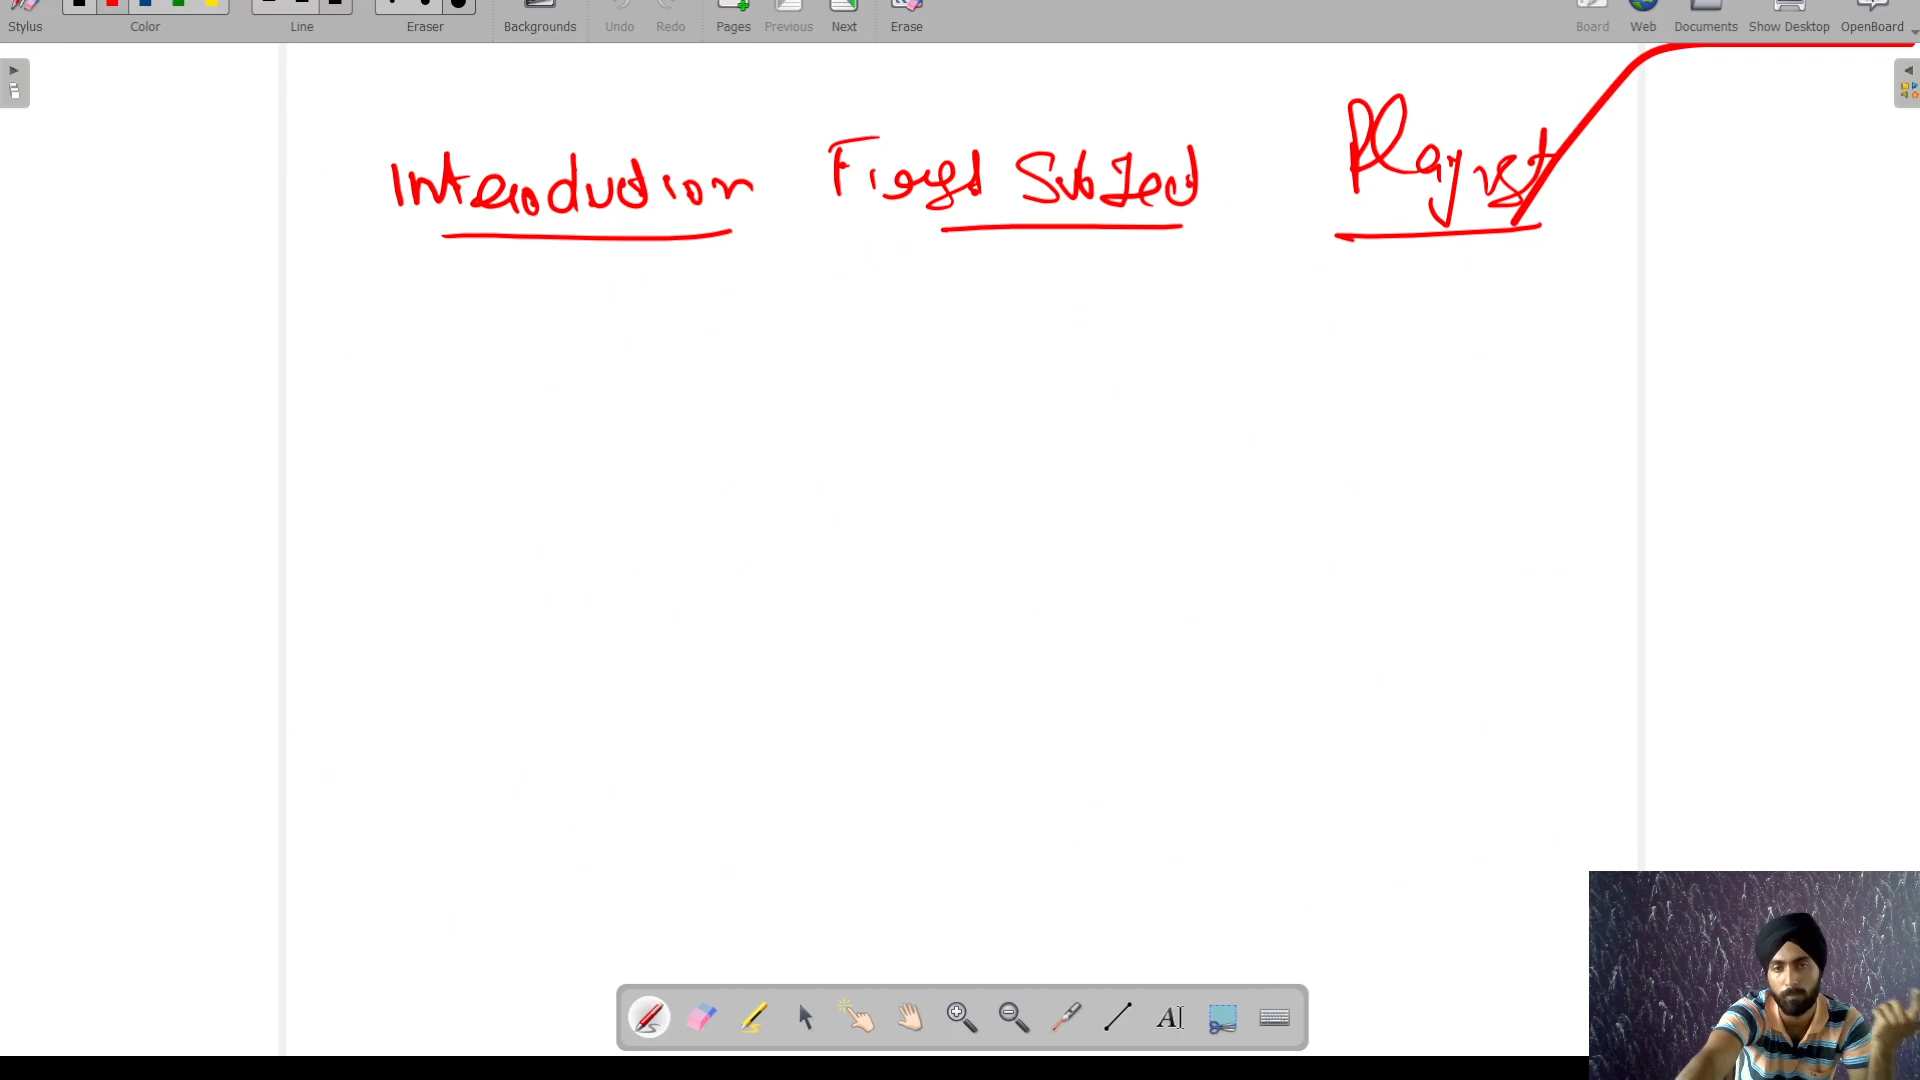 Stylus Color Line Eraser Backgrounds Undo Redo Pages Previous Next Erase Board Web Documents Show Desktop OpenBoard
Introduction First Subject Playlist
A